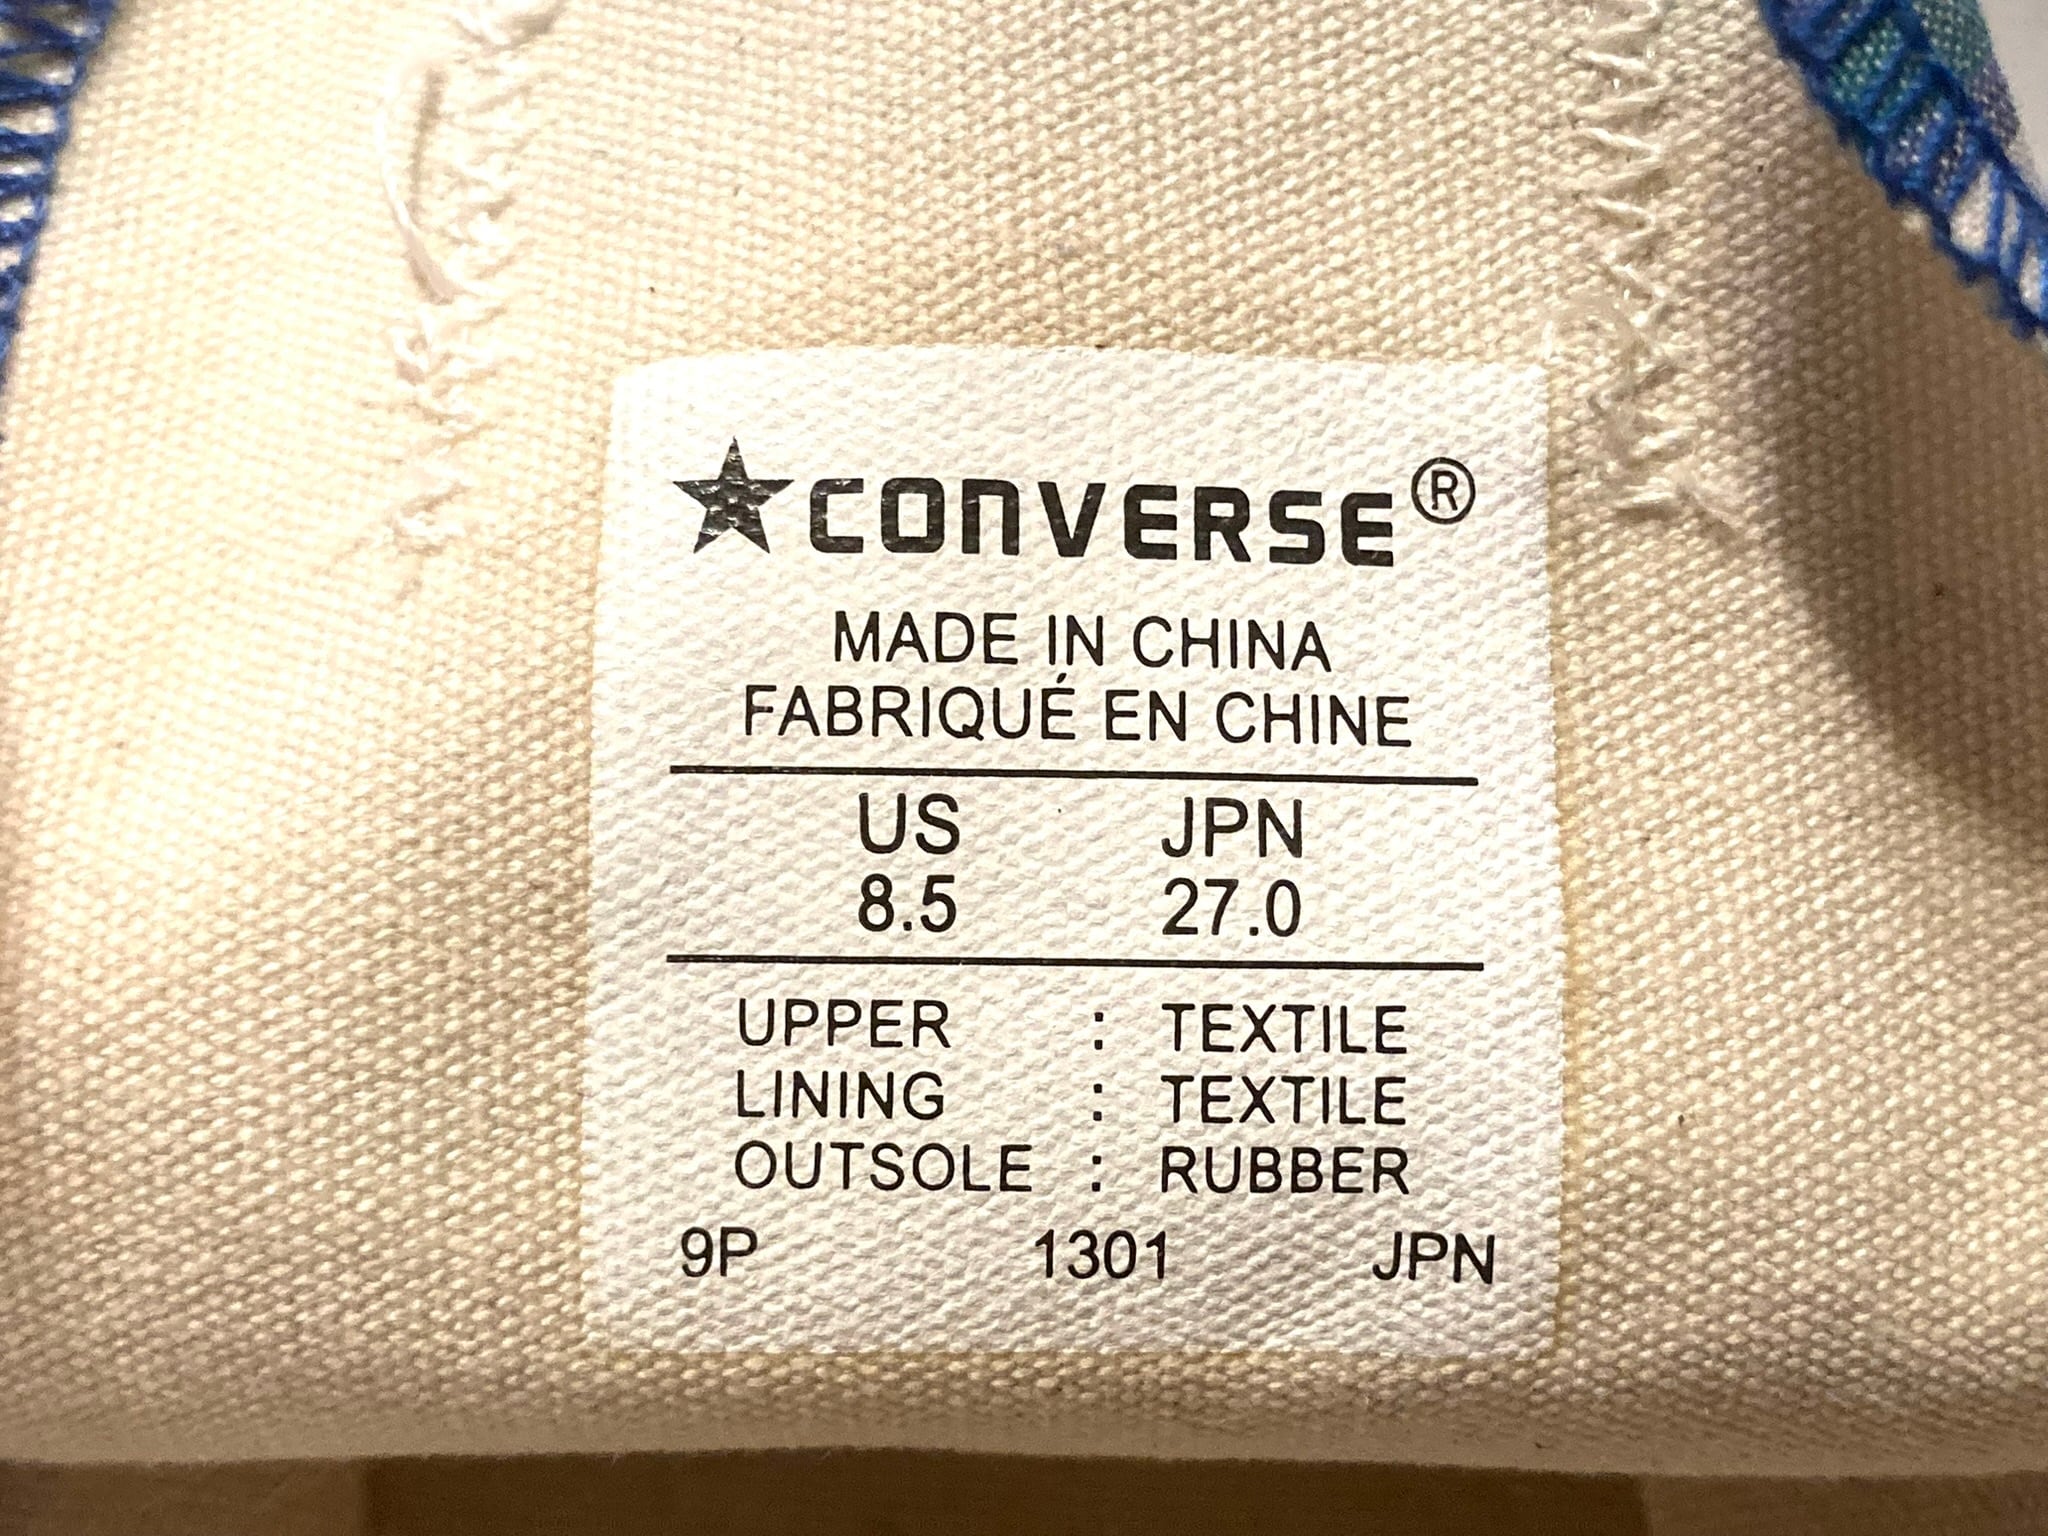 CONVERSE®
MADE IN CHINA
FABRIQUÉ EN CHINE
US JPN
8.5 27.0
UPPER : TEXTILE
LINING : TEXTILE
OUTSOLE : RUBBER
9P 1301 JPN